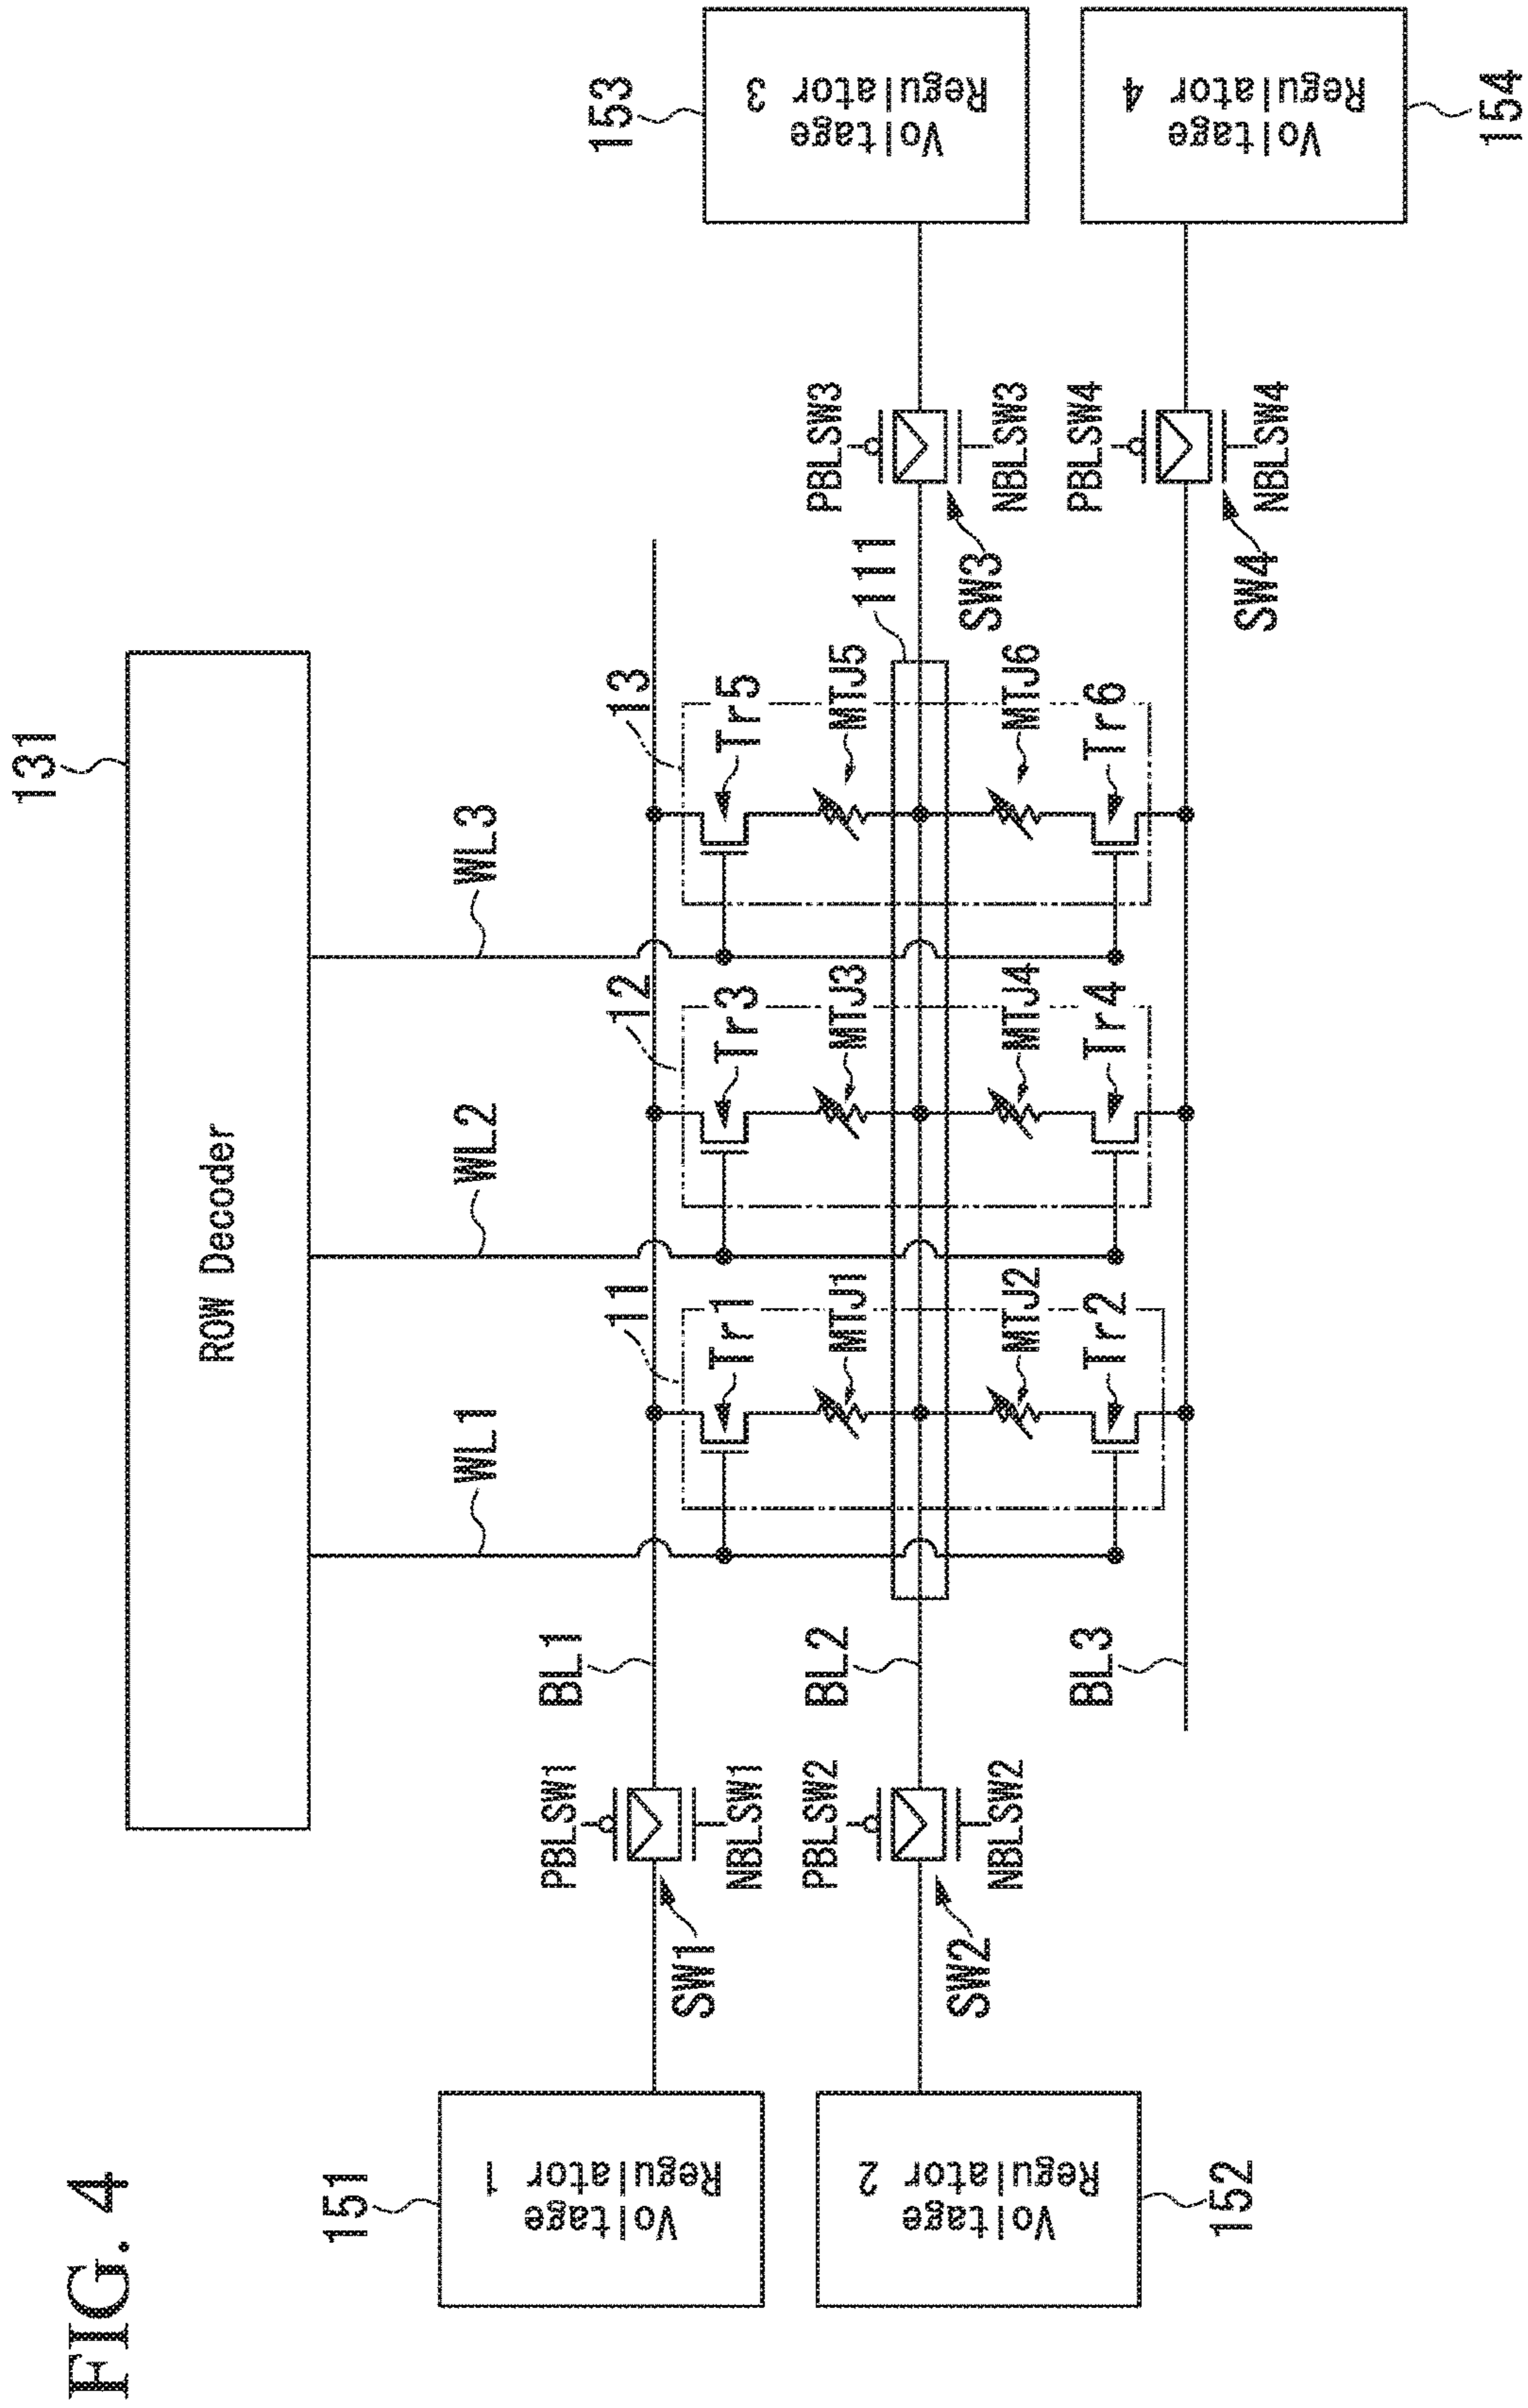 FIG. 4
131
ROW Decoder
WL1
WL2
WL3
151
Voltage
Regulator 1
PBLSW1
NBLSW1
SW1
BL1
11
12
13
Tr1
Tr3
Tr5
MTJ1
MTJ3
MTJ5
152
Voltage
Regulator 2
PBLSW2
NBLSW2
SW2
BL2
111
PBLSW3
NBLSW3
SW3
153
Voltage
Regulator 3
MTJ2
MTJ4
MTJ6
Tr2
Tr4
Tr6
BL3
PBLSW4
NBLSW4
SW4
Voltage
Regulator 4
154